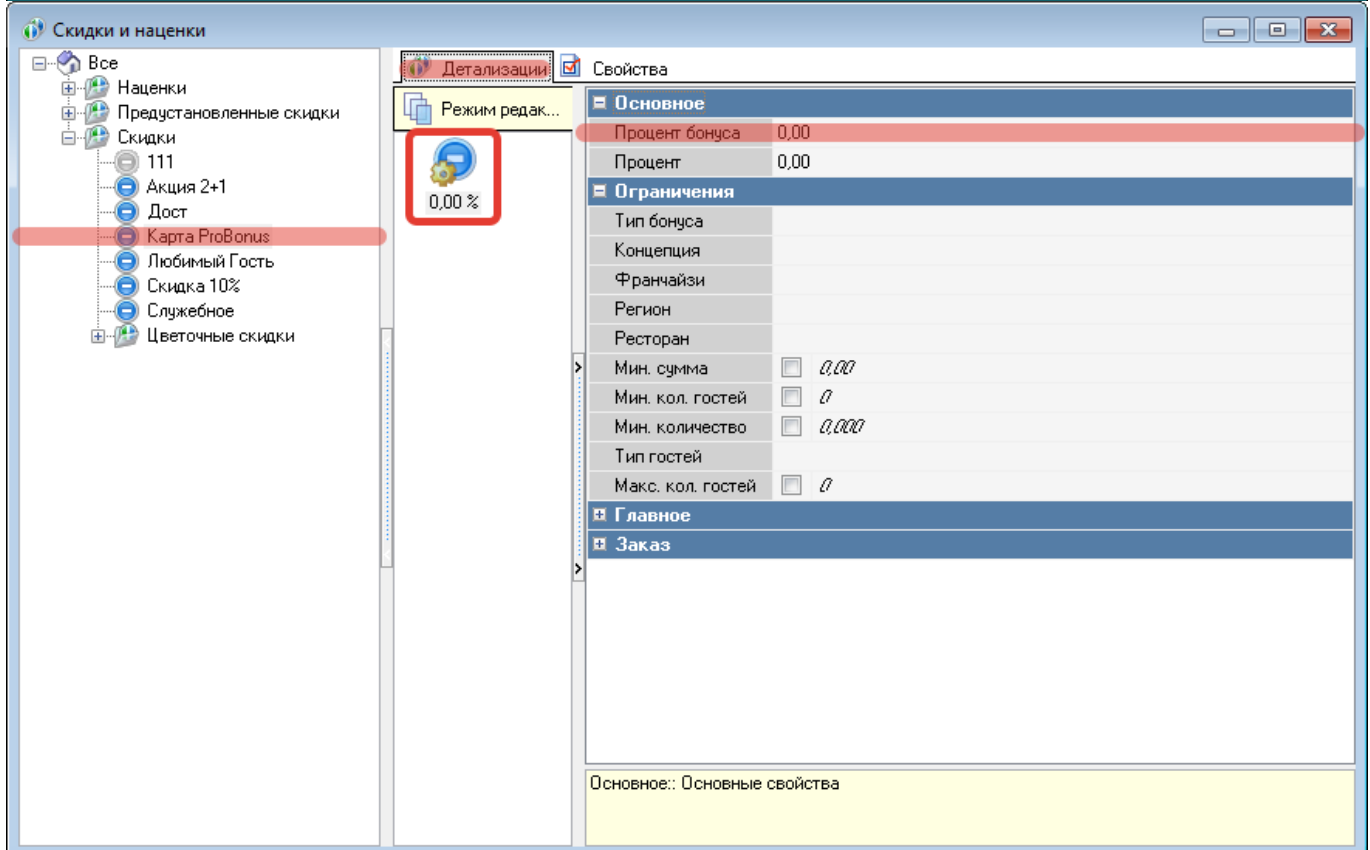 Скидки и наценки
Все
Наценки
Предустановленные скидки
Скидки
111
Акция 2+1
Дост
Карта ProBonus
Любимый Гость
Скидка 10%
Служебное
Цветочные скидки
Детализации
Свойства
Режим редак...
0,00 %
Основное
Процент бонуса 0,00
Процент 0,00
Ограничения
Тип бонуса
Концепция
Франчайзи
Регион
Ресторан
Мин. сумма 0,00
Мин. кол. гостей 0
Мин. количество 0,000
Тип гостей
Макс. кол. гостей 0
Главное
Заказ
Основное:: Основные свойства